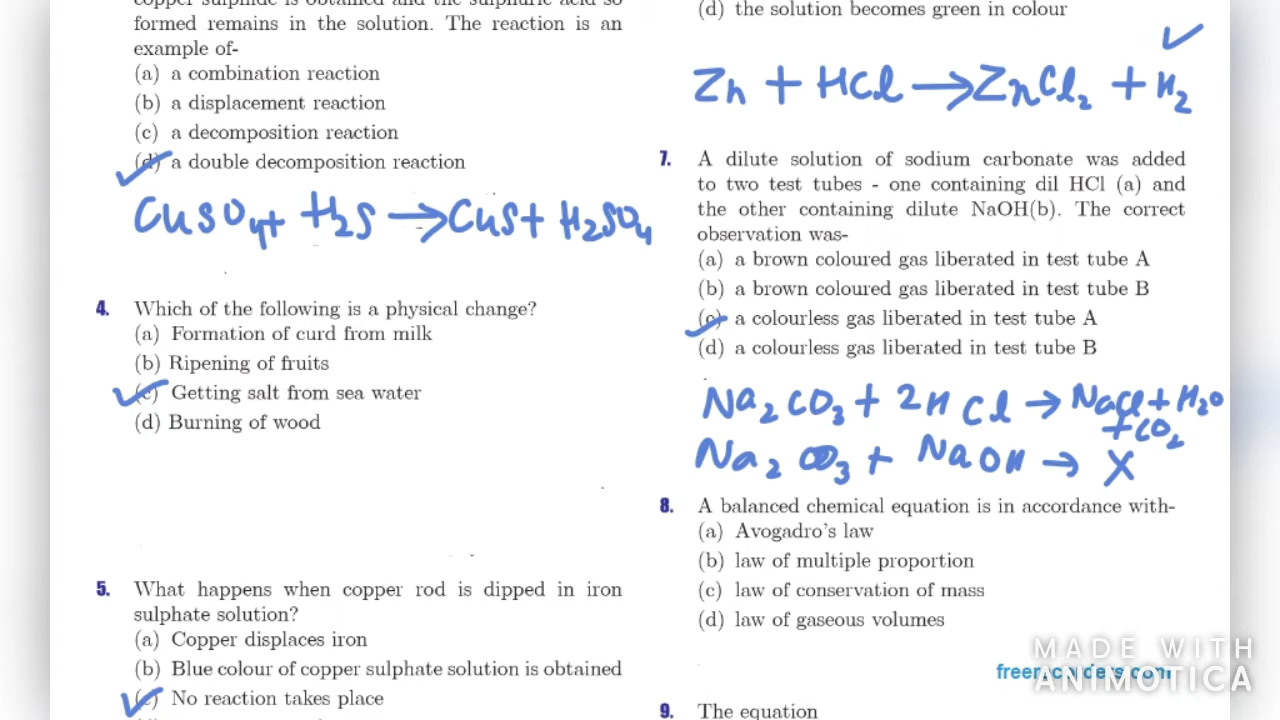 copper sulphide is obtained and the sulphuric acid so
formed remains in the solution. The reaction is an
example of-
(a) a combination reaction
(b) a displacement reaction
(c) a decomposition reaction
(d) a double decomposition reaction
CuSO4 + H2S → CuS + H2SO4
4. Which of the following is a physical change?
(a) Formation of curd from milk
(b) Ripening of fruits
(c) Getting salt from sea water
(d) Burning of wood
5. What happens when copper rod is dipped in iron
sulphate solution?
(a) Copper displaces iron
(b) Blue colour of copper sulphate solution is obtained
(c) No reaction takes place
(d) the solution becomes green in colour
Zn + HCl → ZnCl2 + H2
7. A dilute solution of sodium carbonate was added
to two test tubes - one containing dil HCl (a) and
the other containing dilute NaOH(b). The correct
observation was-
(a) a brown coloured gas liberated in test tube A
(b) a brown coloured gas liberated in test tube B
(c) a colourless gas liberated in test tube A
(d) a colourless gas liberated in test tube B
Na2CO3 + 2HCl → NaCl + H2O
+ CO2
Na2CO3 + NaOH → X
8. A balanced chemical equation is in accordance with-
(a) Avogadro's law
(b) law of multiple proportion
(c) law of conservation of mass
(d) law of gaseous volumes
9. The equation
MADE WITH
ANIMOTICA